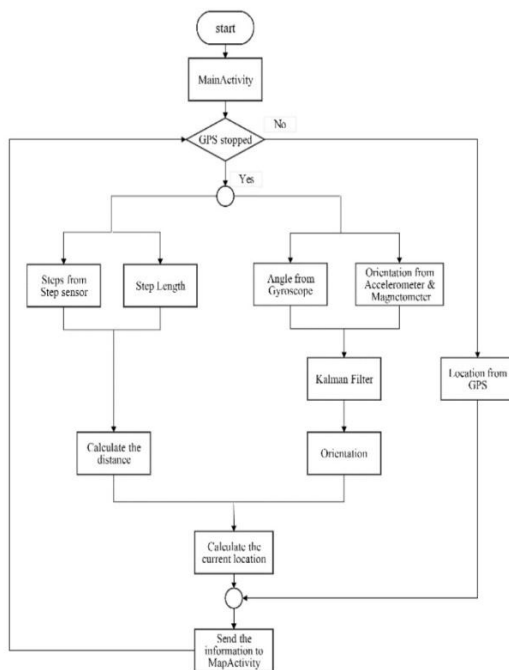 start
MainActivity
GPS stopped
No
Yes
Steps from
Step sensor
Step Length
Angle from
Gyroscope
Orientation from
Accelerometer &
Magnetometer
Kalman Filter
Location from
GPS
Calculate the
distance
Orientation
Calculate the
current location
Send the
information to
MapActivity